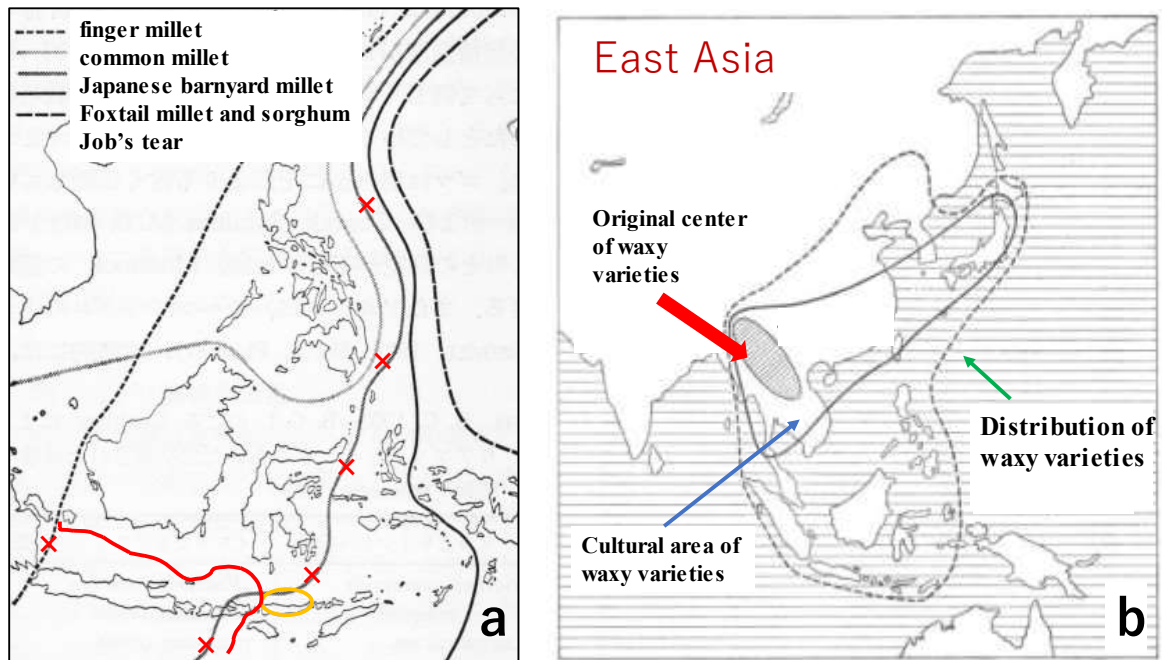 finger millet
common millet
Japanese barnyard millet
Foxtail millet and sorghum
Job's tear
a
East Asia
Original center
of waxy
varieties
Distribution of
waxy varieties
Cultural area of
waxy varieties
b